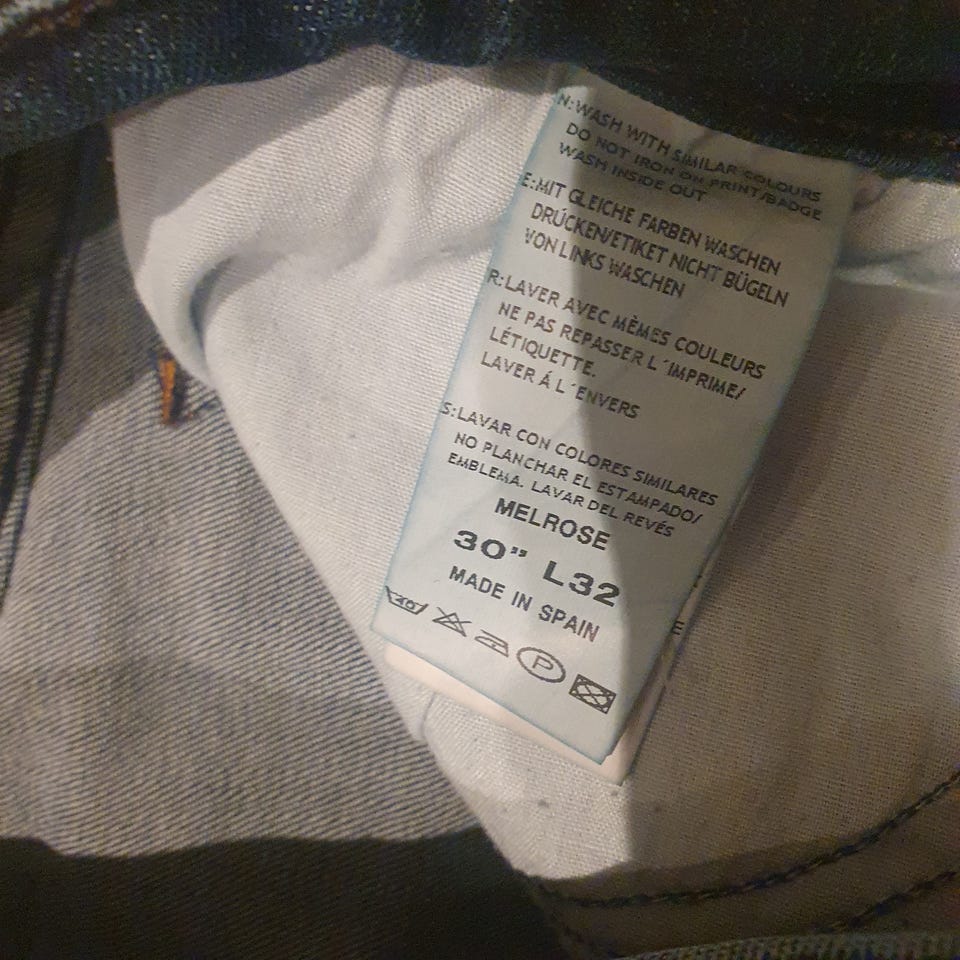 N: WASH WITH SIMILAR COLOURS
DO NOT IRON ON PRINT/BADGE
WASH INSIDE OUT
E:MIT GLEICHE FARBEN WASCHEN
DRÚCKEN/ETIKET NICHT BÜGELN
VON LINKS WASCHEN
R: LAVER AVEC MÈMES COULEURS
NE PAS REPASSER L´IMPRIME/
LÉTIQUETTE.
LAVER Á L´ENVERS
S: LAVAR CON COLORES SIMILARES
NO PLANCHAR EL ESTAMPADO/
EMBLEMA. LAVAR DEL REVÉS
MELROSE
30” L32
MADE IN SPAIN
40
P
E